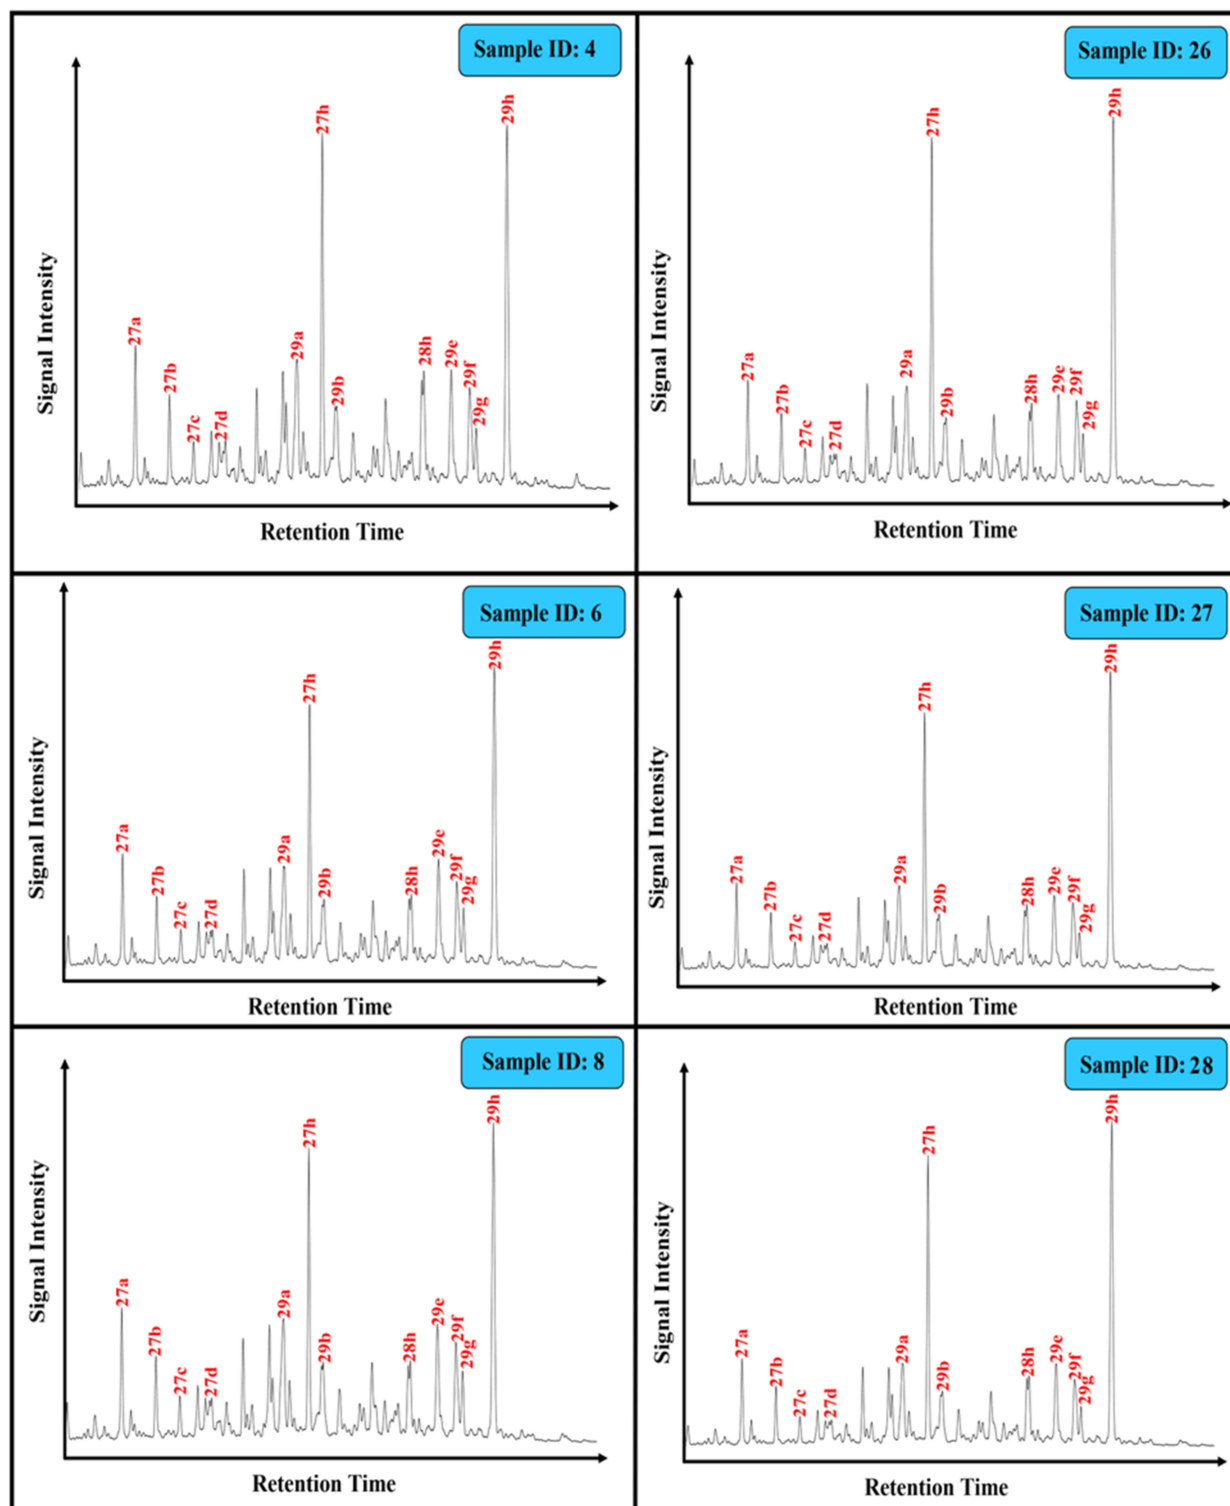 Sample ID: 4
27a
27b
27c
27d
29a
27h
29b
28h
29e
29f
29g
29h
Signal Intensity
Retention Time
Sample ID: 26
27a
27b
27c
27d
29a
27h
29b
28h
29e
29f
29g
29h
Signal Intensity
Retention Time
Sample ID: 6
27a
27b
27c
27d
29a
27h
29b
28h
29e
29f
29g
29h
Signal Intensity
Retention Time
Sample ID: 27
27a
27b
27c
27d
29a
27h
29b
28h
29e
29f
29g
29h
Signal Intensity
Retention Time
Sample ID: 8
27a
27b
27c
27d
29a
27h
29b
28h
29e
29f
29g
29h
Signal Intensity
Retention Time
Sample ID: 28
27a
27b
27c
27d
29a
27h
29b
28h
29e
29f
29g
29h
Signal Intensity
Retention Time